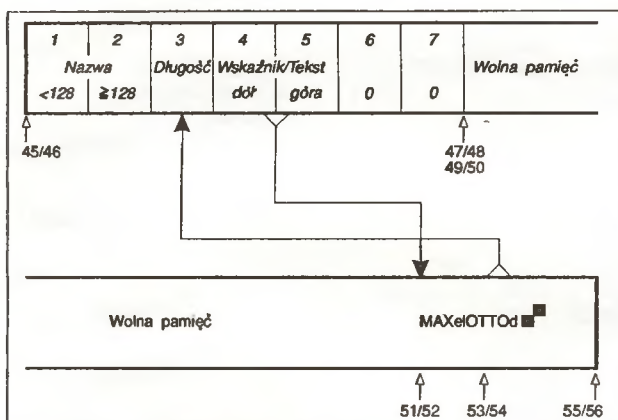 1 2 3 4 5 6 7
Nazwa Długość Wskaźnik/Tekst Wolna pamięć
<128 ≧128 dół góra 0 0
45/46 47/48
49/50
Wolna pamięć MAXelOTTOd
51/52 53/54 55/56